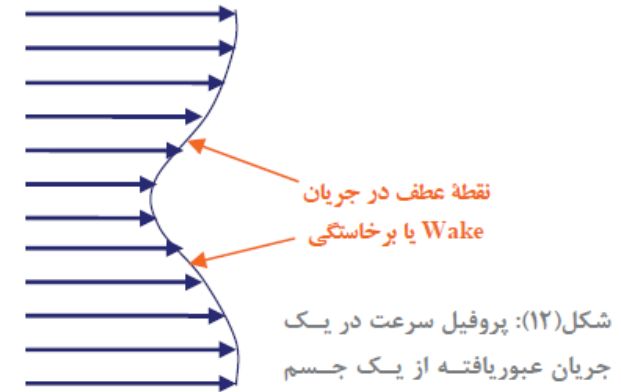 نقطهٔ عطف در جریان
Wake یا برخاستگی
شکل(۱۲): پروفیل سرعت در یک
جریان عبوریافته از یک جسم